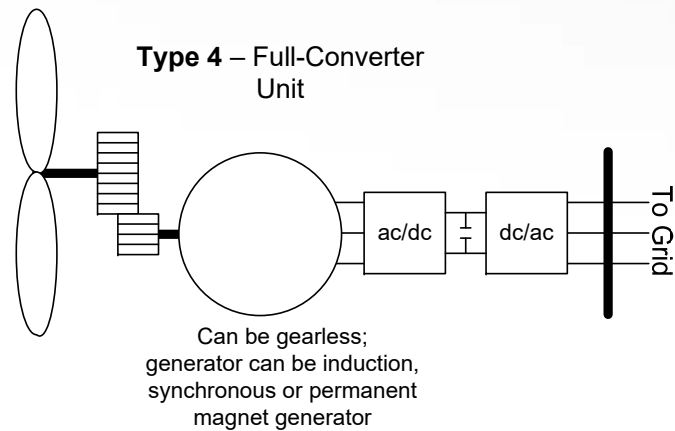 Type 4 – Full-Converter
Unit
ac/dc
dc/ac
To Grid
Can be gearless;
generator can be induction,
synchronous or permanent
magnet generator